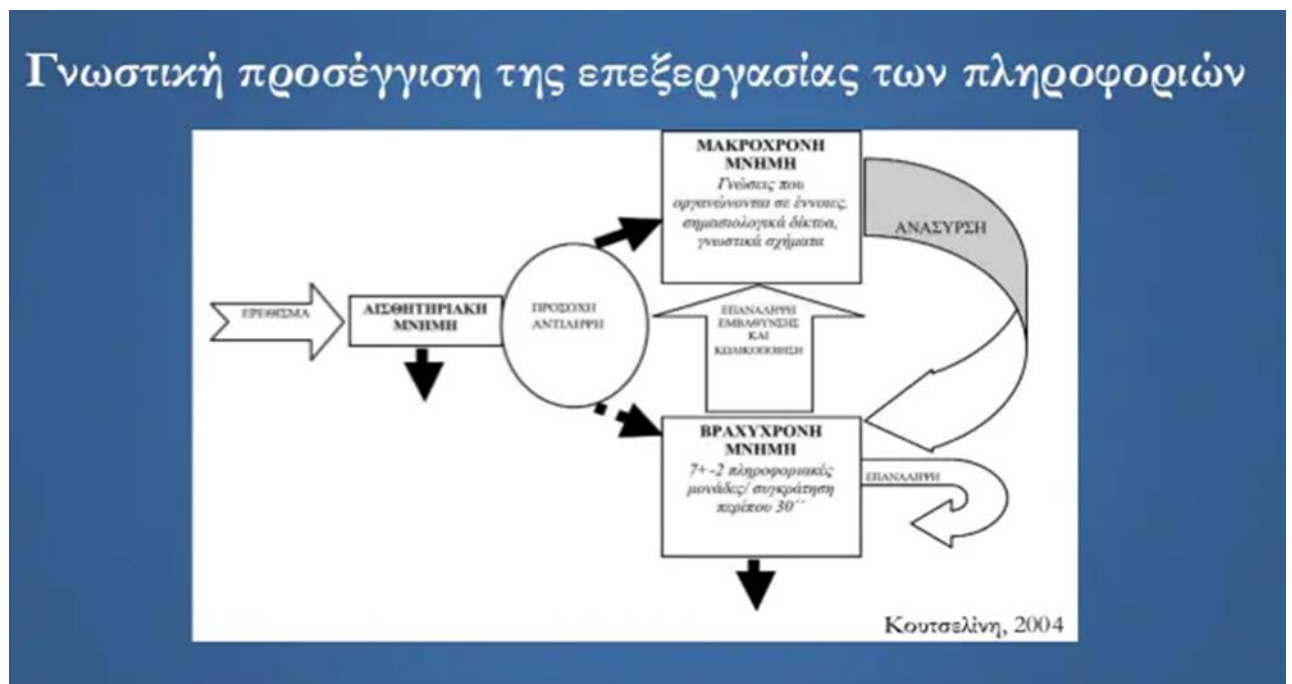 Γνωστική προσέγγιση της επεξεργασίας των πληροφοριών
ΜΑΚΡΟΧΡΟΝΗ
ΜΝΗΜΗ
Γνώσεις που
οργανώνονται σε έννοιες,
σημασιολογικά δίκτυα,
γνωστικά σχήματα
ΑΝΑΣΥΡΣΗ
ΕΡΕΘΙΣΜΑ
ΑΙΣΘΗΤΗΡΙΑΚΗ
ΜΝΗΜΗ
ΠΡΟΣΟΧΗ
ΑΝΤΙΛΗΨΗ
ΕΠΑΝΑΛΗΨΗ
ΕΜΒΑΘΥΝΣΗΣ
ΚΑΙ
ΚΩΔΙΚΟΠΟΙΗΣΗ
ΒΡΑΧΥΧΡΟΝΗ
ΜΝΗΜΗ
7+-2 πληροφοριακές
μονάδες/ συγκράτηση
περίπου 30΄΄
ΕΠΑΝΑΛΗΨΗ
Κουτσελίνη, 2004